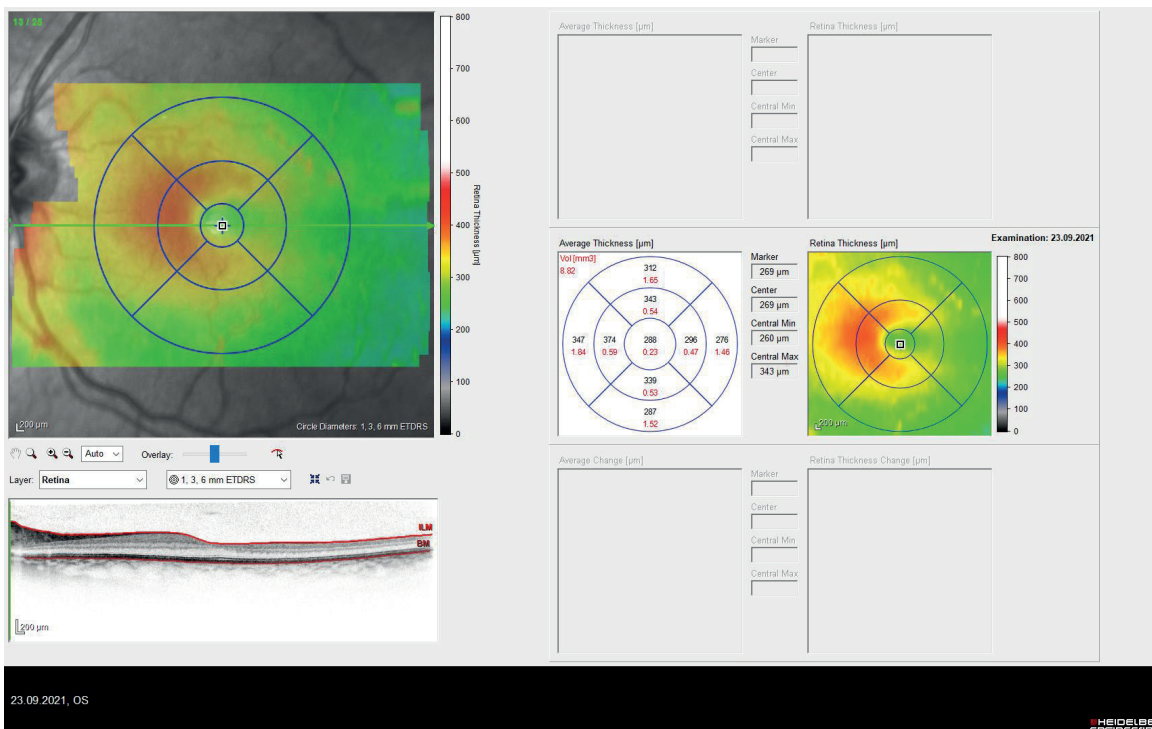 13 / 25
800
700
600
500
400
300
200
100
0
Retina Thickness [µm]
200 µm
Circle Diameters: 1, 3, 6 mm ETDRS
Auto
Overlay:
Layer:
Retina
1, 3, 6 mm ETDRS
ILM
BM
200 µm
Average Thickness [µm]
Marker
Center
Central Min
Central Max
Retina Thickness [µm]
Average Thickness [µm]
Vol [mm3]
8.82
312
1.65
343
0.54
347
1.84
374
0.59
288
0.23
296
0.47
276
1.46
339
0.53
287
1.52
Marker
269 µm
Center
269 µm
Central Min
260 µm
Central Max
343 µm
Retina Thickness [µm]
200 µm
Examination: 23.09.2021
800
700
600
500
400
300
200
100
0
Average Change [µm]
Marker
Center
Central Min
Central Max
Retina Thickness Change [µm]
23.09.2021, OS